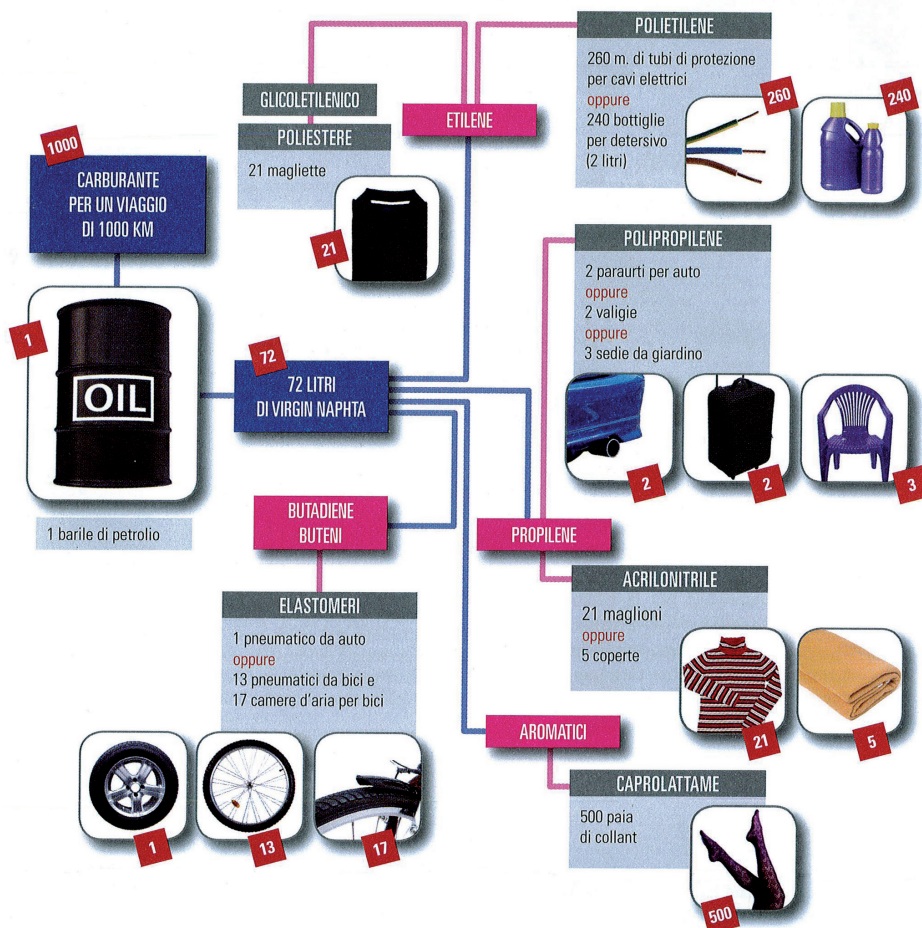 1000
CARBURANTE
PER UN VIAGGIO
DI 1000 KM
1
OIL
1 barile di petrolio
72
72 LITRI
DI VIRGIN NAPHTA
GLICOLETILENICO
POLIESTERE
21 magliette
21
ETILENE
POLIETILENE
260 m. di tubi di protezione
per cavi elettrici
oppure
240 bottiglie
per detersivo
(2 litri)
260
240
POLIPROPILENE
2 paraurti per auto
oppure
2 valigie
oppure
3 sedie da giardino
2
2
3
BUTADIENE
BUTENI
ELASTOMERI
1 pneumatico da auto
oppure
13 pneumatici da bici e
17 camere d'aria per bici
1
13
17
PROPILENE
ACRILONITRILE
21 maglioni
oppure
5 coperte
21
5
AROMATICI
CAPROLATTAME
500 paia
di collant
500